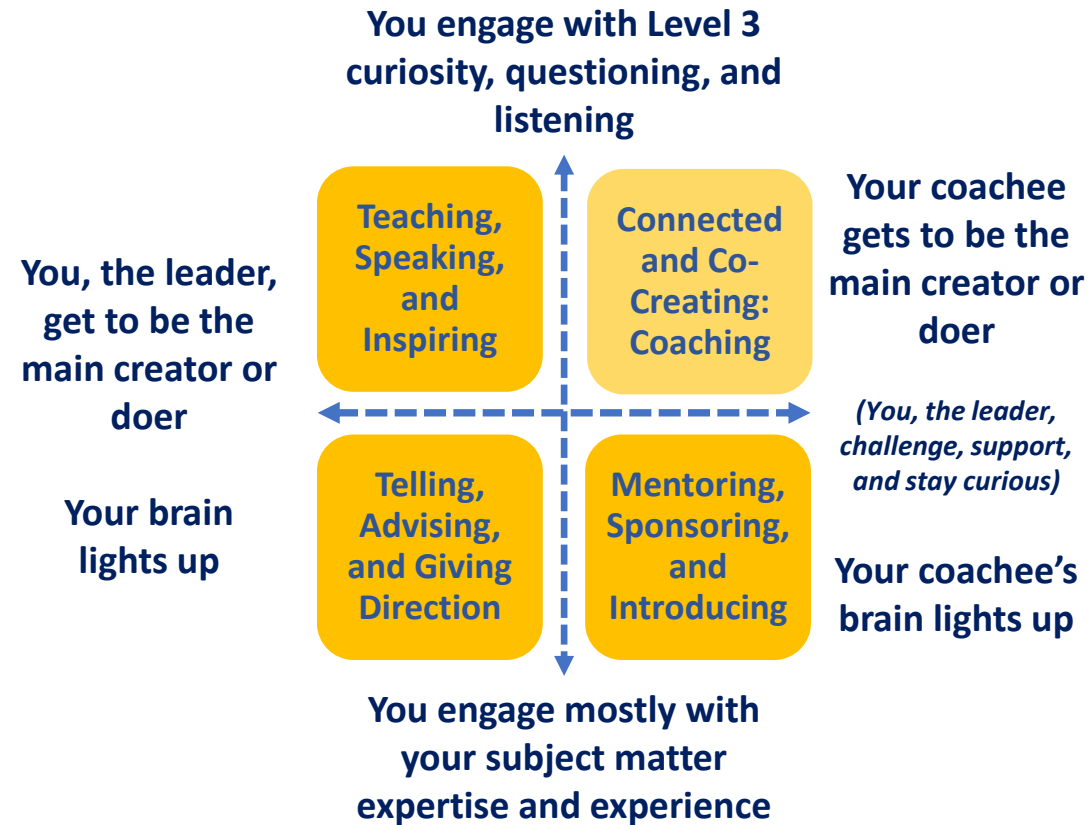 You engage with Level 3
curiosity, questioning, and
listening
You, the leader,
get to be the
main creator or
doer
Your brain
lights up
Teaching,
Speaking,
and
Inspiring
Connected
and Co-
Creating:
Coaching
Telling,
Advising,
and Giving
Direction
Mentoring,
Sponsoring,
and
Introducing
Your coachee
gets to be the
main creator or
doer
(You, the leader,
challenge, support,
and stay curious)
Your coachee’s
brain lights up
You engage mostly with
your subject matter
expertise and experience